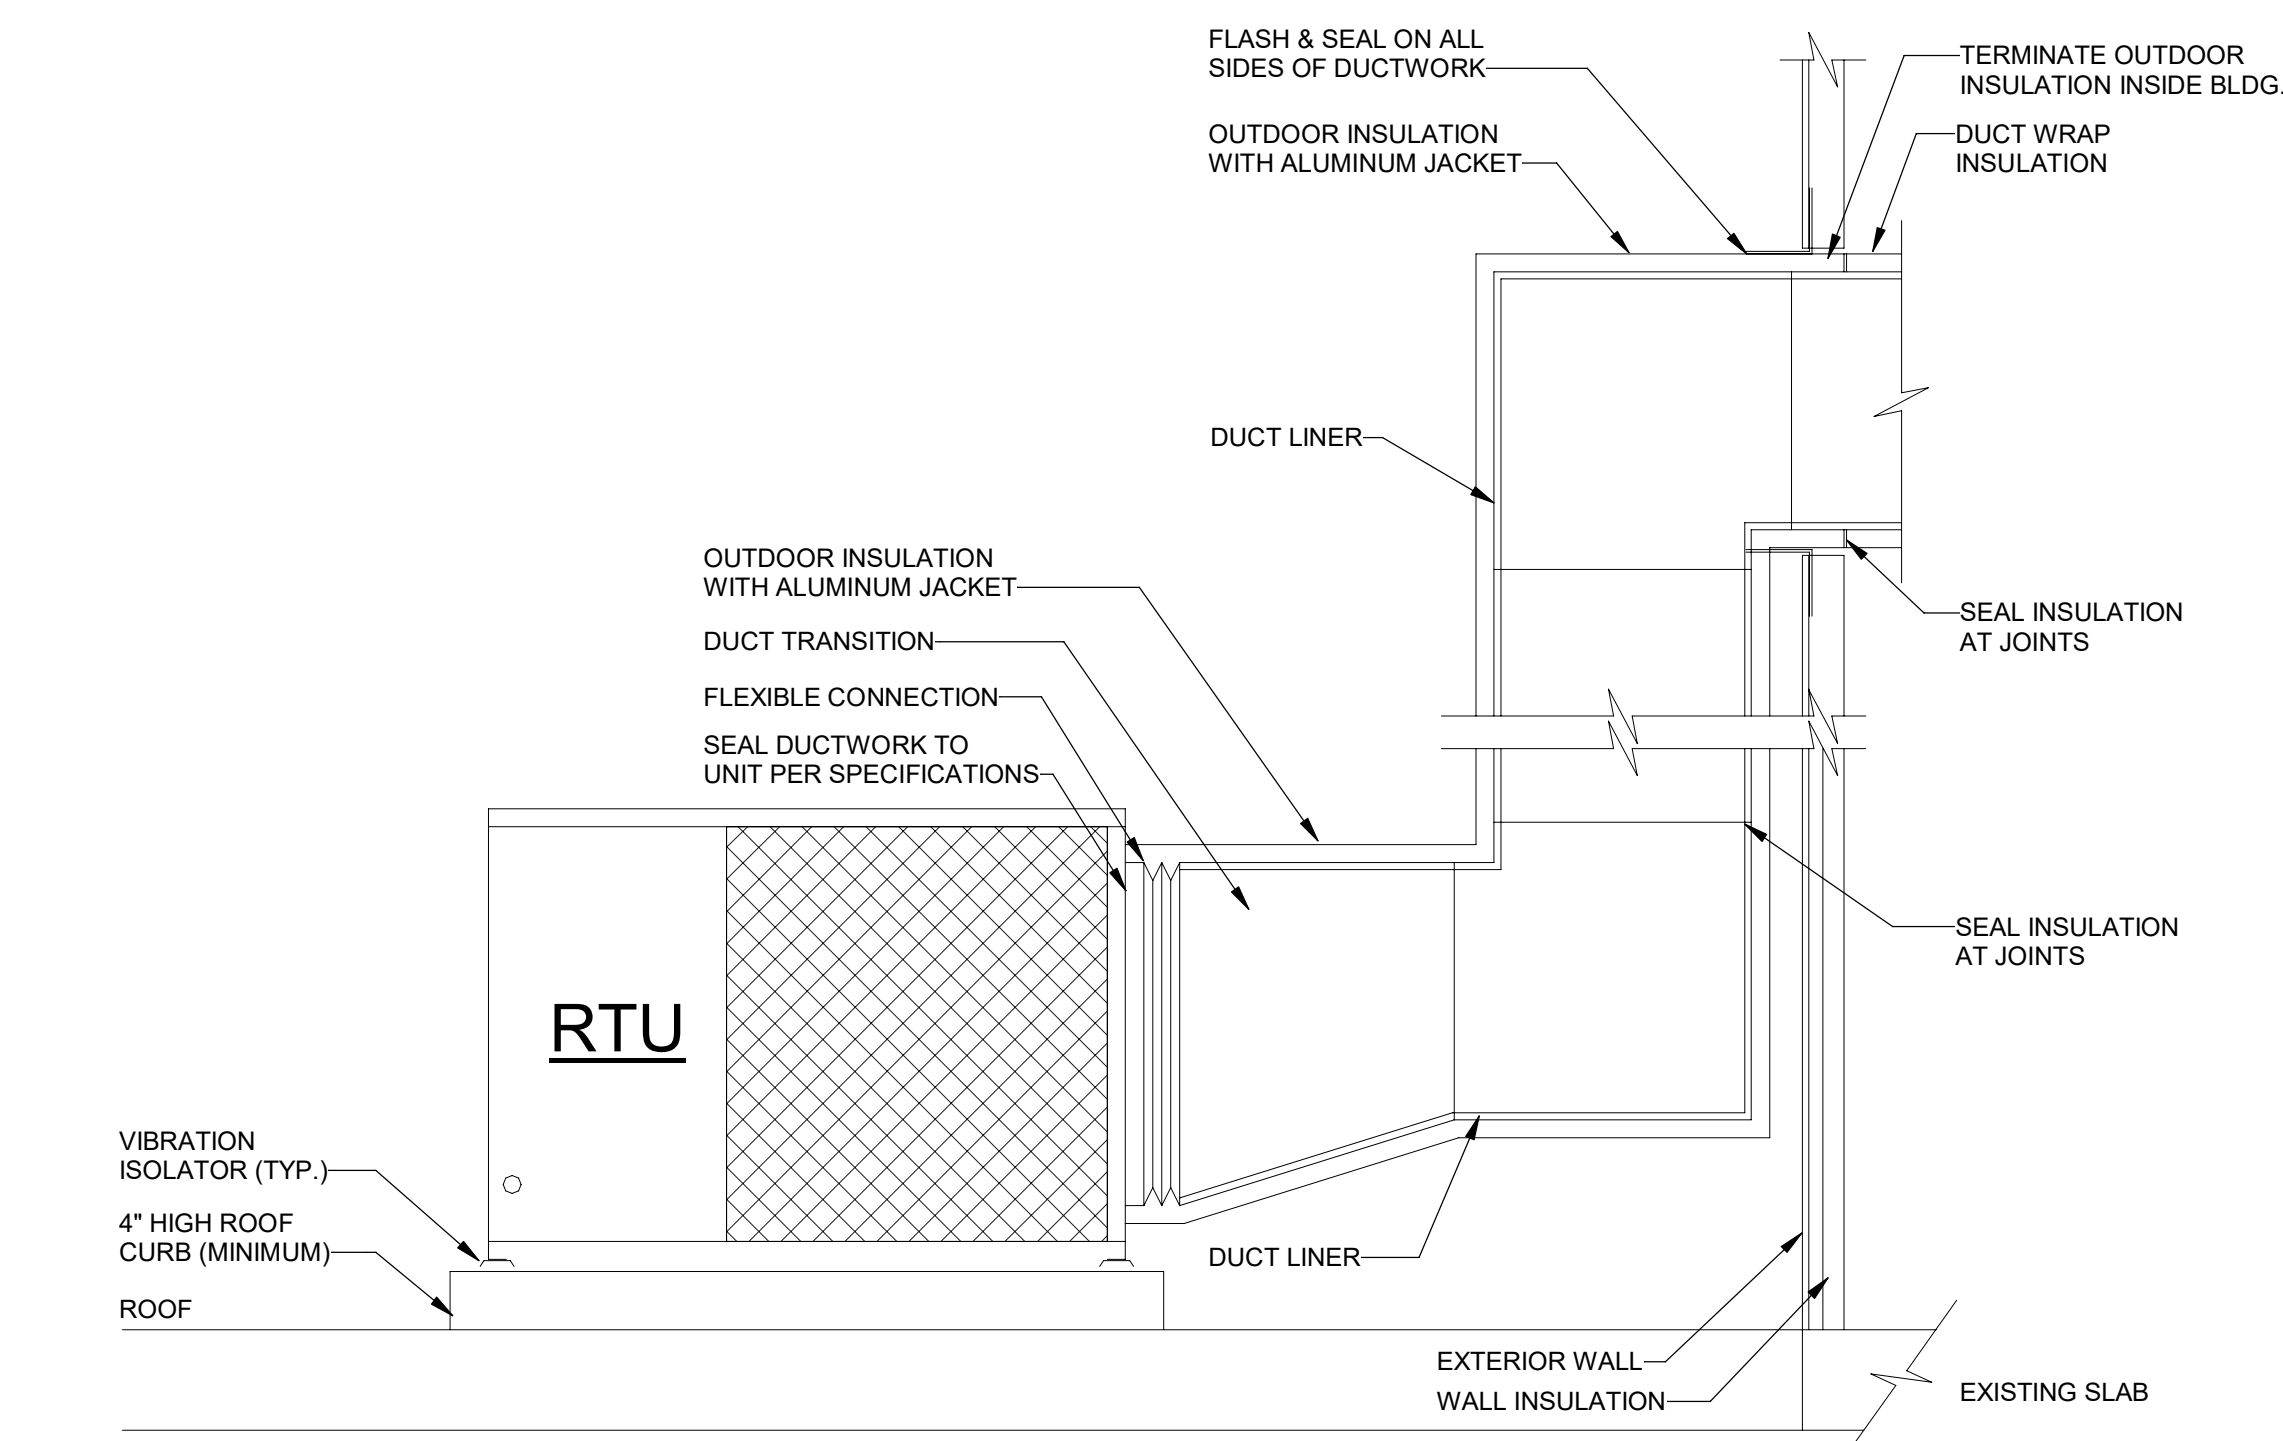 FLASH & SEAL ON ALL
SIDES OF DUCTWORK
TERMINATE OUTDOOR
INSULATION INSIDE BLDG.
OUTDOOR INSULATION
WITH ALUMINUM JACKET
DUCT WRAP
INSULATION
DUCT LINER
OUTDOOR INSULATION
WITH ALUMINUM JACKET
SEAL INSULATION
AT JOINTS
DUCT TRANSITION
FLEXIBLE CONNECTION
SEAL DUCTWORK TO
UNIT PER SPECIFICATIONS
SEAL INSULATION
AT JOINTS
RTU
VIBRATION
ISOLATOR (TYP.)
4" HIGH ROOF
CURB (MINIMUM)
DUCT LINER
ROOF
EXTERIOR WALL
WALL INSULATION
EXISTING SLAB